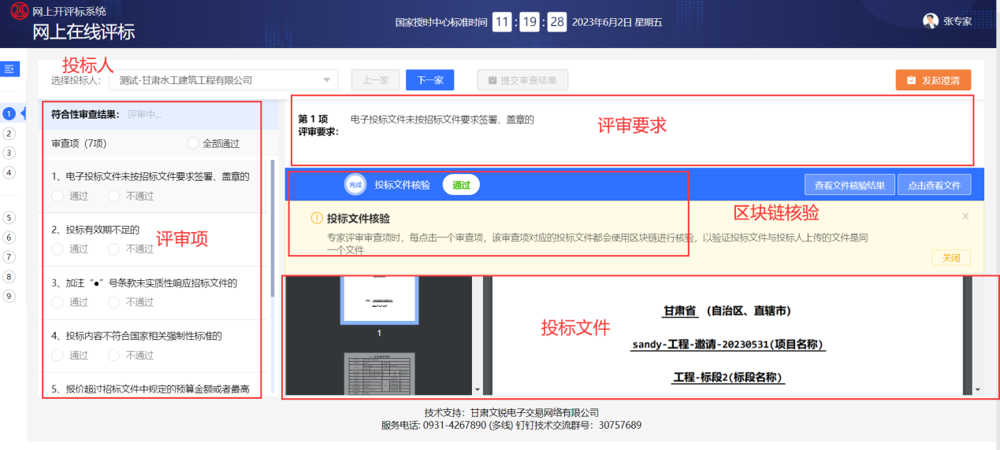 网上开评标系统
网上在线评标
国家授时中心标准时间 11 : 19 : 28 2023年6月2日 星期五
张专家
投标人
选择投标人: 测试-甘肃水工建筑工程有限公司
上一家
下一家
提交审查结果
发起澄清
1
2
3
4
5
6
7
8
9
符合性审查结果: 评审中...
审查项 (7项) 全部通过
1、电子投标文件未按招标文件要求签署、盖章的
通过 不通过
2、投标有效期不足的
通过 不通过
评审项
3、加注“●”号条款未实质性响应招标文件的
通过 不通过
4、投标内容不符合国家相关强制性标准的
通过 不通过
5、报价超过招标文件中规定的预算金额或者最高
第 1 项
评审要求:
电子投标文件未按招标文件要求签署、盖章的
评审要求
完成 投标文件核验 通过
查看文件核验结果
点击查看文件
区块链核验
投标文件核验
专家评审审查项时，每点击一个审查项，该审查项对应的投标文件都会使用区块链进行核验，以验证投标文件与投标人上传的文件是同
一个文件
关闭
1
投标文件
甘肃省 (自治区、直辖市)
sandy-工程-邀请-20230531(项目名称)
工程-标段2(标段名称)
技术支持：甘肃文锐电子交易网络有限公司
服务电话: 0931-4267890 (多线) 钉钉技术交流群号：30757689